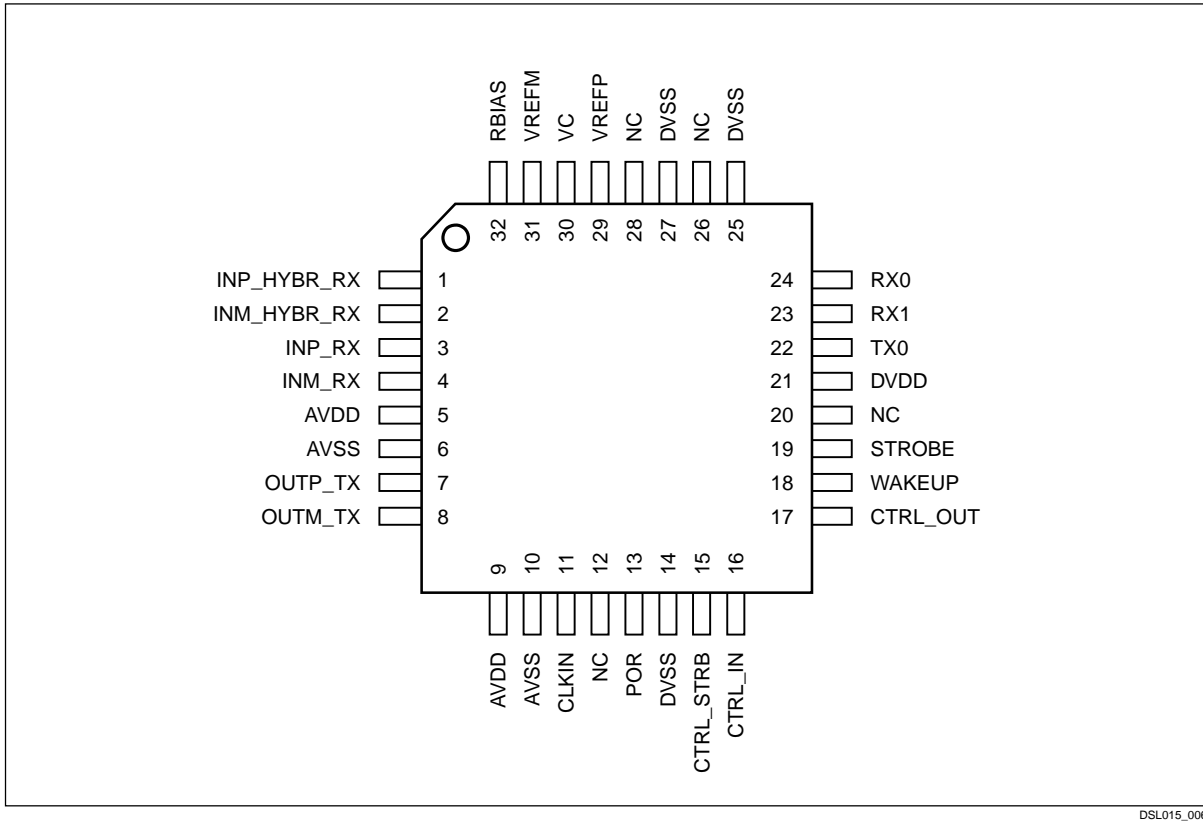 RBIAS
VREFM
VC
VREFP
NC
DVSS
NC
DVSS
32
31
30
29
28
27
26
25
INP_HYBR_RX 1
INM_HYBR_RX 2
INP_RX 3
INM_RX 4
AVDD 5
AVSS 6
OUTP_TX 7
OUTM_TX 8
24 RX0
23 RX1
22 TX0
21 DVDD
20 NC
19 STROBE
18 WAKEUP
17 CTRL_OUT
9
10
11
12
13
14
15
16
AVDD
AVSS
CLKIN
NC
POR
DVSS
CTRL_STRB
CTRL_IN